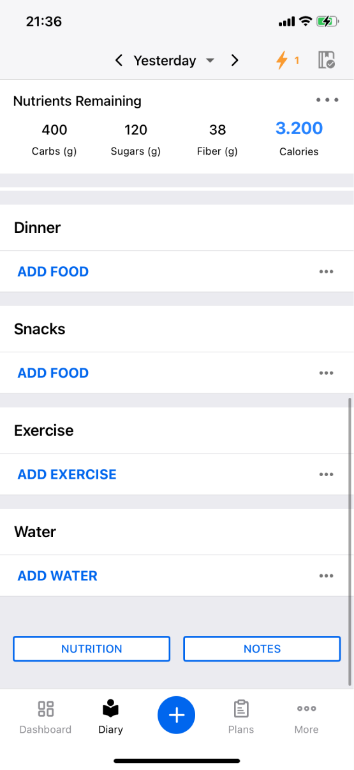 21:36
Yesterday
1
Nutrients Remaining
400 120 38 3.200
Carbs (g) Sugars (g) Fiber (g) Calories
Dinner
ADD FOOD
Snacks
ADD FOOD
Exercise
ADD EXERCISE
Water
ADD WATER
NUTRITION NOTES
Dashboard Diary Plans More